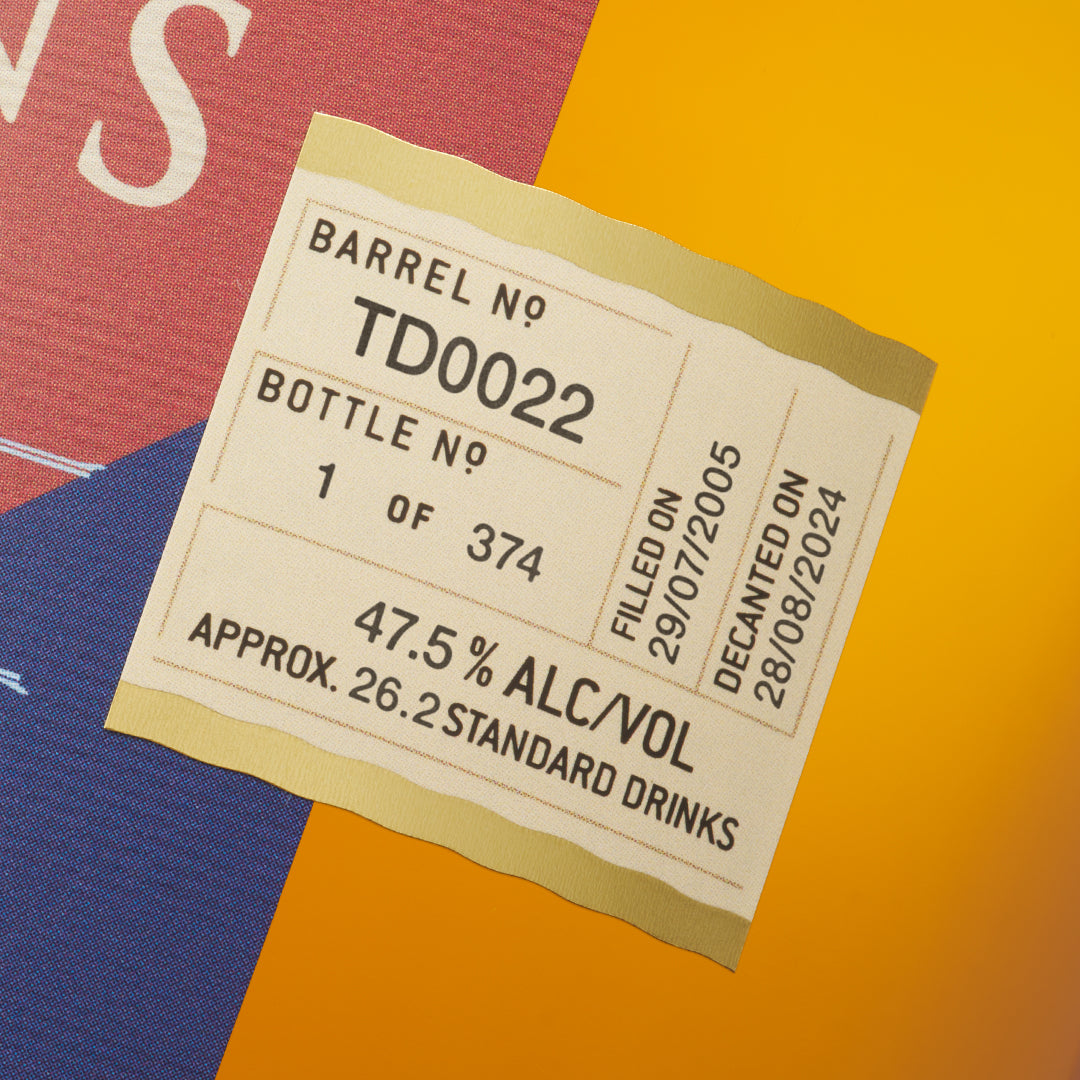 NS
BARREL Nº
TD0022
BOTTLE Nº
1 OF 374
FILLED ON
29/07/2005
DECANTED ON
28/08/2024
47.5% ALC/VOL
APPROX. 26.2 STANDARD DRINKS